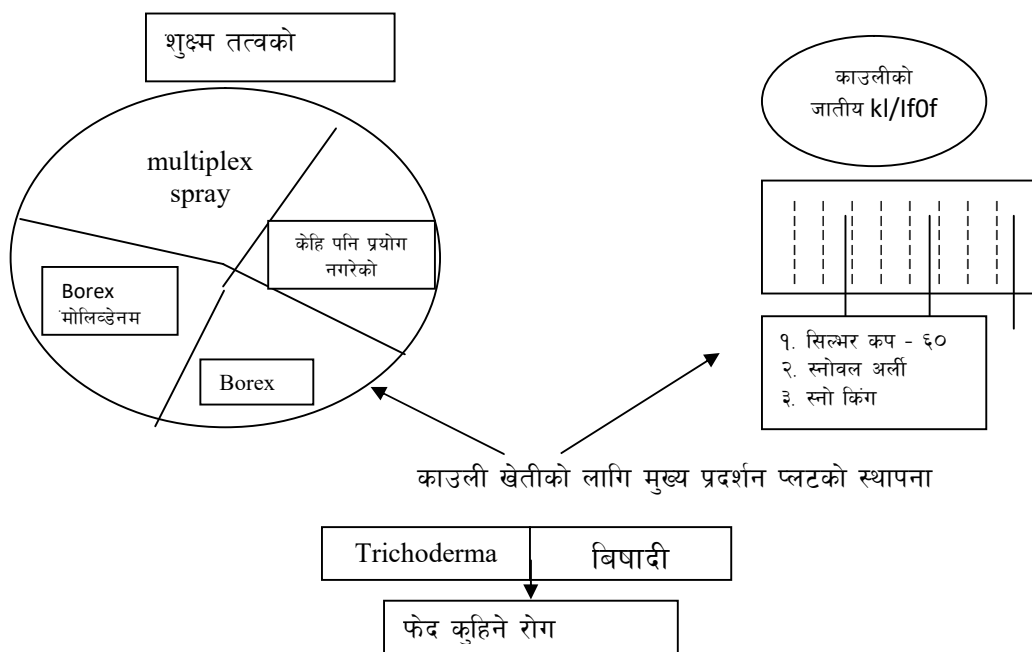 शुक्ष्म तत्वको
multiplex
spray
केहि पनि प्रयोग
नगरेको
Borex
मोलिव्डेनम
Borex
काउलीको
जातीय kl/If0f
१. सिल्भर कप - ६०
२. स्नोवल अर्ली
३. स्नो किंग
काउली खेतीको लागि मुख्य प्रदर्शन प्लटको स्थापना
Trichoderma
बिषादी
फेद कुहिने रोग